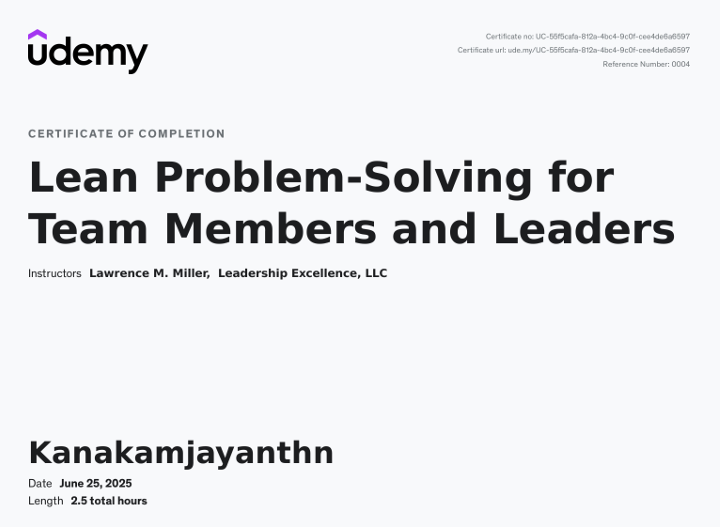 udemy
Certificate no: UC-55f5cafa-812a-4bc4-9c0f-cee4de6a6597
Certificate url: ude.my/UC-55f5cafa-812a-4bc4-9c0f-cee4de6a6597
Reference Number: 0004
CERTIFICATE OF COMPLETION
Lean Problem-Solving for
Team Members and Leaders
Instructors Lawrence M. Miller, Leadership Excellence, LLC
Kanakamjayanthn
Date June 25, 2025
Length 2.5 total hours